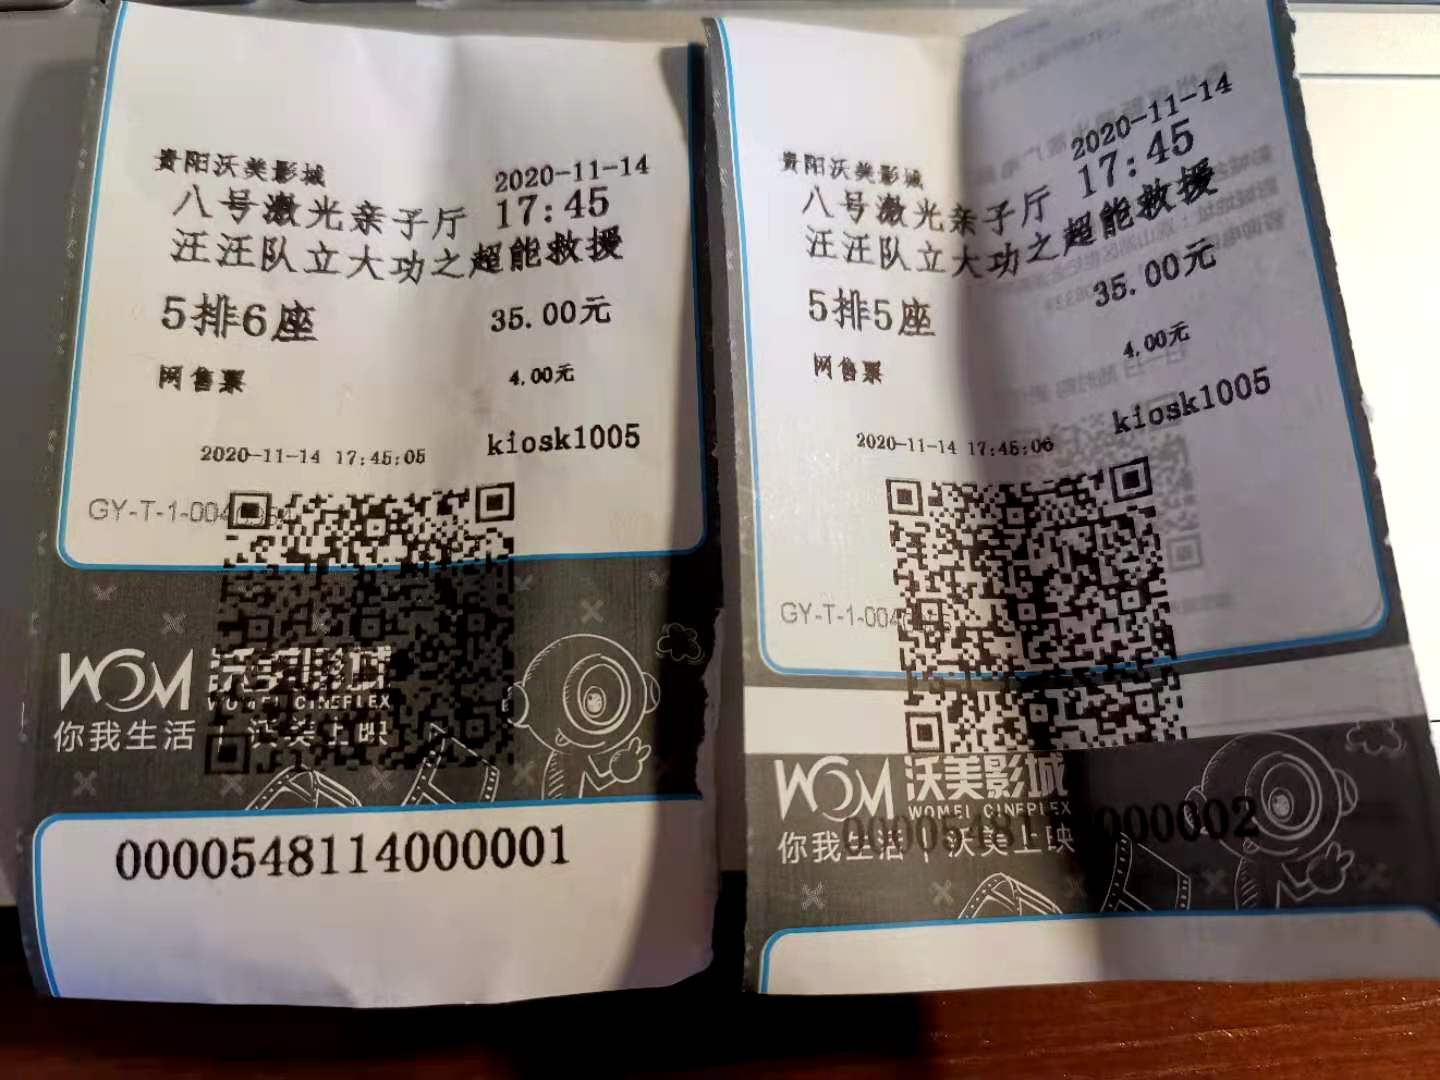 贵阳沃美影城
2020-11-14
八号激光亲子厅 17:45
汪汪队立大功之超能救援
5排6座
35.00元
网售票
4.00元
kiosk1005
2020-11-14 17:45:05
GY-T-1-004
WOM 沃美影城
WOMEI CINEPLEX
你我生活 沃美上映
0000548114000001
贵阳沃美影城
2020-11-14
八号激光亲子厅 17:45
汪汪队立大功之超能救援
5排5座
35.00元
网售票
4.00元
kiosk1005
2020-11-14 17:45:06
GY-T-1-004
WOM 沃美影城
WOMEI CINEPLEX
你我生活 沃美上映